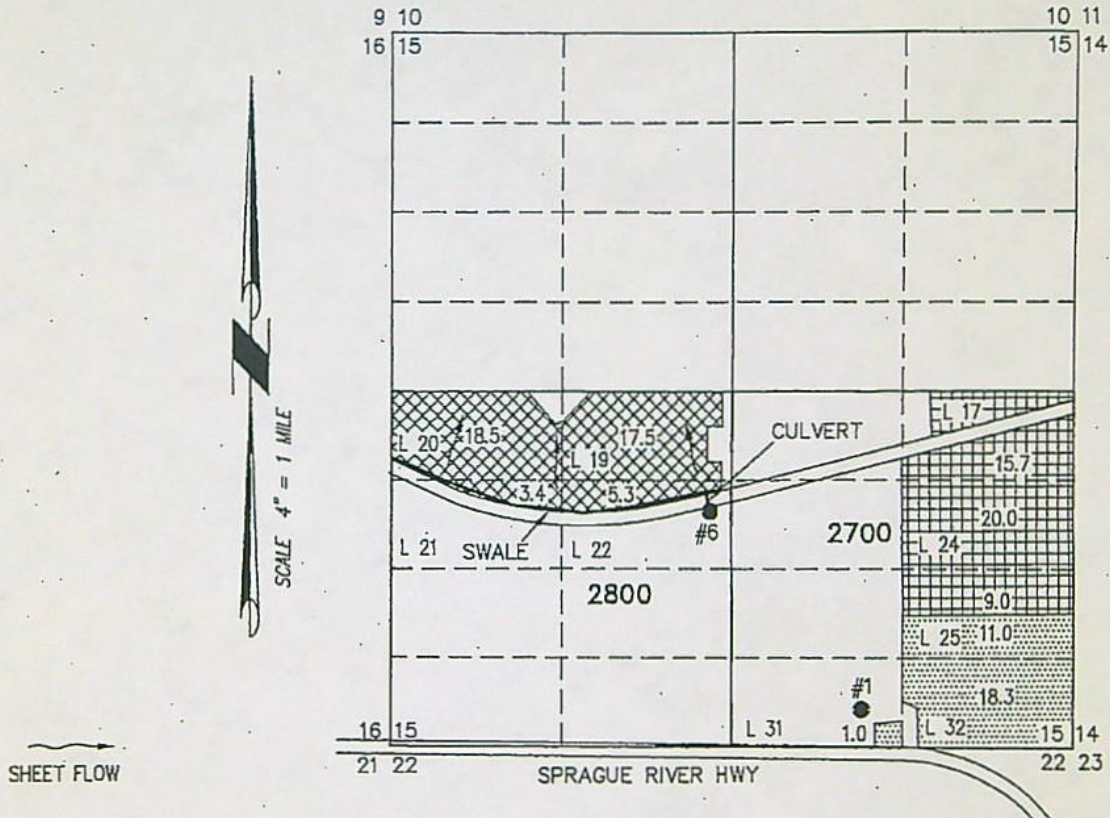 9 10
10 11
16 15
15 14
SCALE 4" = 1 MILE
L 17
L 20
18.5
17.5
L 19
CULVERT
15.7
3.4
5.3
20.0
#6
2700
L 24
L 21
SWALE
L 22
2800
9.0
L 25
11.0
#1
18.3
16 15
L 31
1.0
L 32
15 14
21 22
22 23
SHEET FLOW
SPRAGUE RIVER HWY